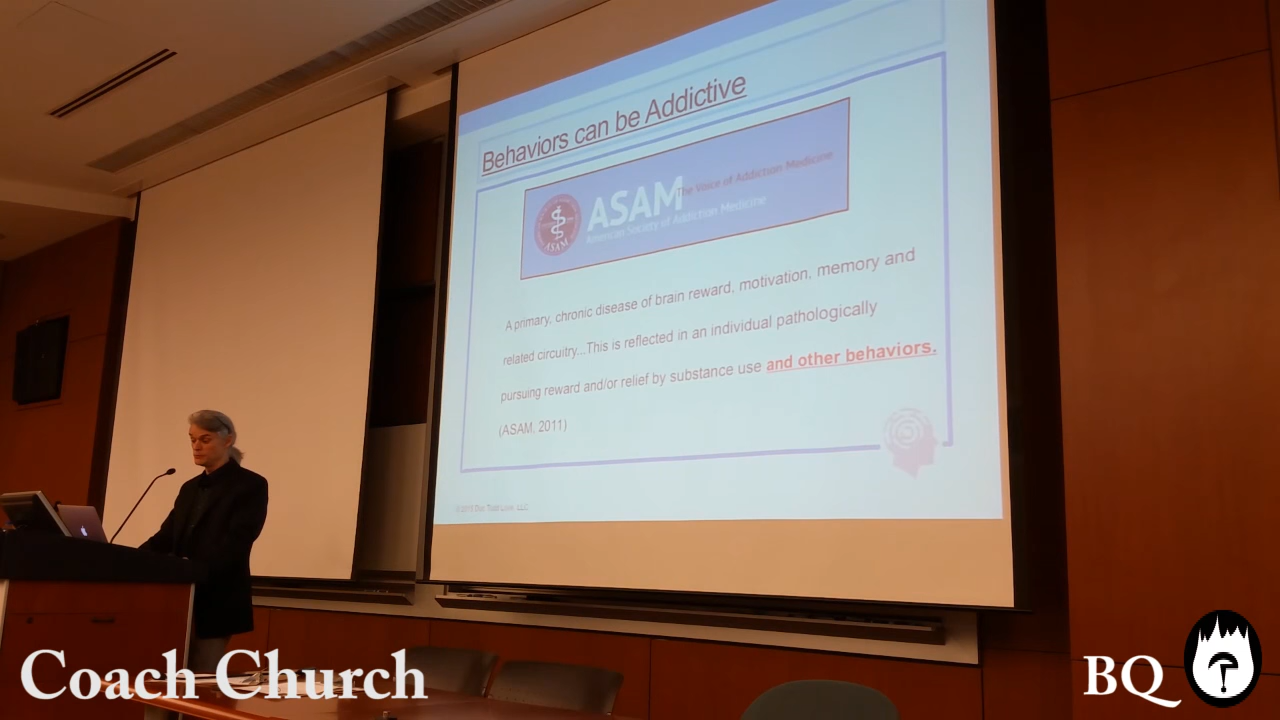 Behaviors can be Addictive
ASAM
The Voice of Addiction Medicine
American Society of Addiction Medicine
ASAM
A primary, chronic disease of brain reward, motivation, memory and
related circuitry...This is reflected in an individual pathologically
pursuing reward and/or relief by substance use and other behaviors.
(ASAM, 2011)
Coach Church
BQ